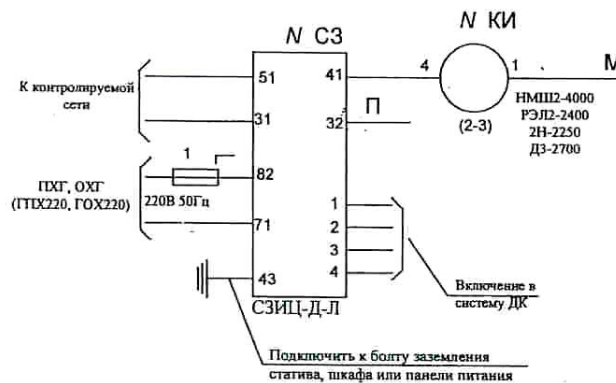 N СЗ
N КИ
К контролируемой
сети
51
41
4
1
М
31
32
П
(2-3)
НМШ2-4000
РЭЛ2-2400
2Н-2250
ДЗ-2700
1
82
ПХГ, ОХГ
(ГПХ220, ГОХ220)
220В 50Гц
71
1
2
3
4
43
СЗИЦ-Д-Л
Включение в
систему ДК
Подключить к болту заземления
статива, шкафа или панели питания